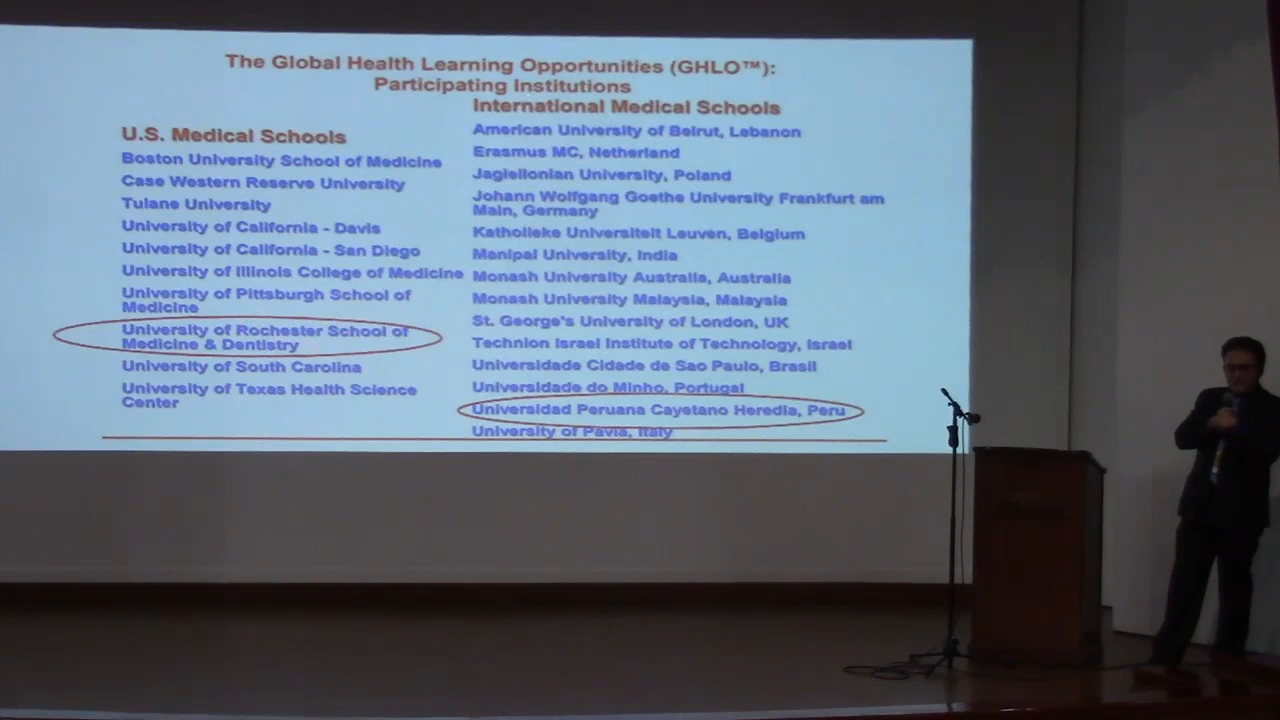 The Global Health Learning Opportunities (GHLO™):
Participating Institutions
U.S. Medical Schools
Boston University School of Medicine
Case Western Reserve University
Tulane University
University of California - Davis
University of California - San Diego
University of Illinois College of Medicine
University of Pittsburgh School of
Medicine
University of Rochester School of
Medicine & Dentistry
University of South Carolina
University of Texas Health Science
Center
International Medical Schools
American University of Beirut, Lebanon
Erasmus MC, Netherland
Jagiellonian University, Poland
Johann Wolfgang Goethe University Frankfurt am
Main, Germany
Katholieke Universiteit Leuven, Belgium
Manipal University, India
Monash University Australia, Australia
Monash University Malaysia, Malaysia
St. George's University of London, UK
Technion Israel Institute of Technology, Israel
Universidade Cidade de Sao Paulo, Brasil
Universidade do Minho, Portugal
Universidad Peruana Cayetano Heredia, Peru
University of Pavia, Italy